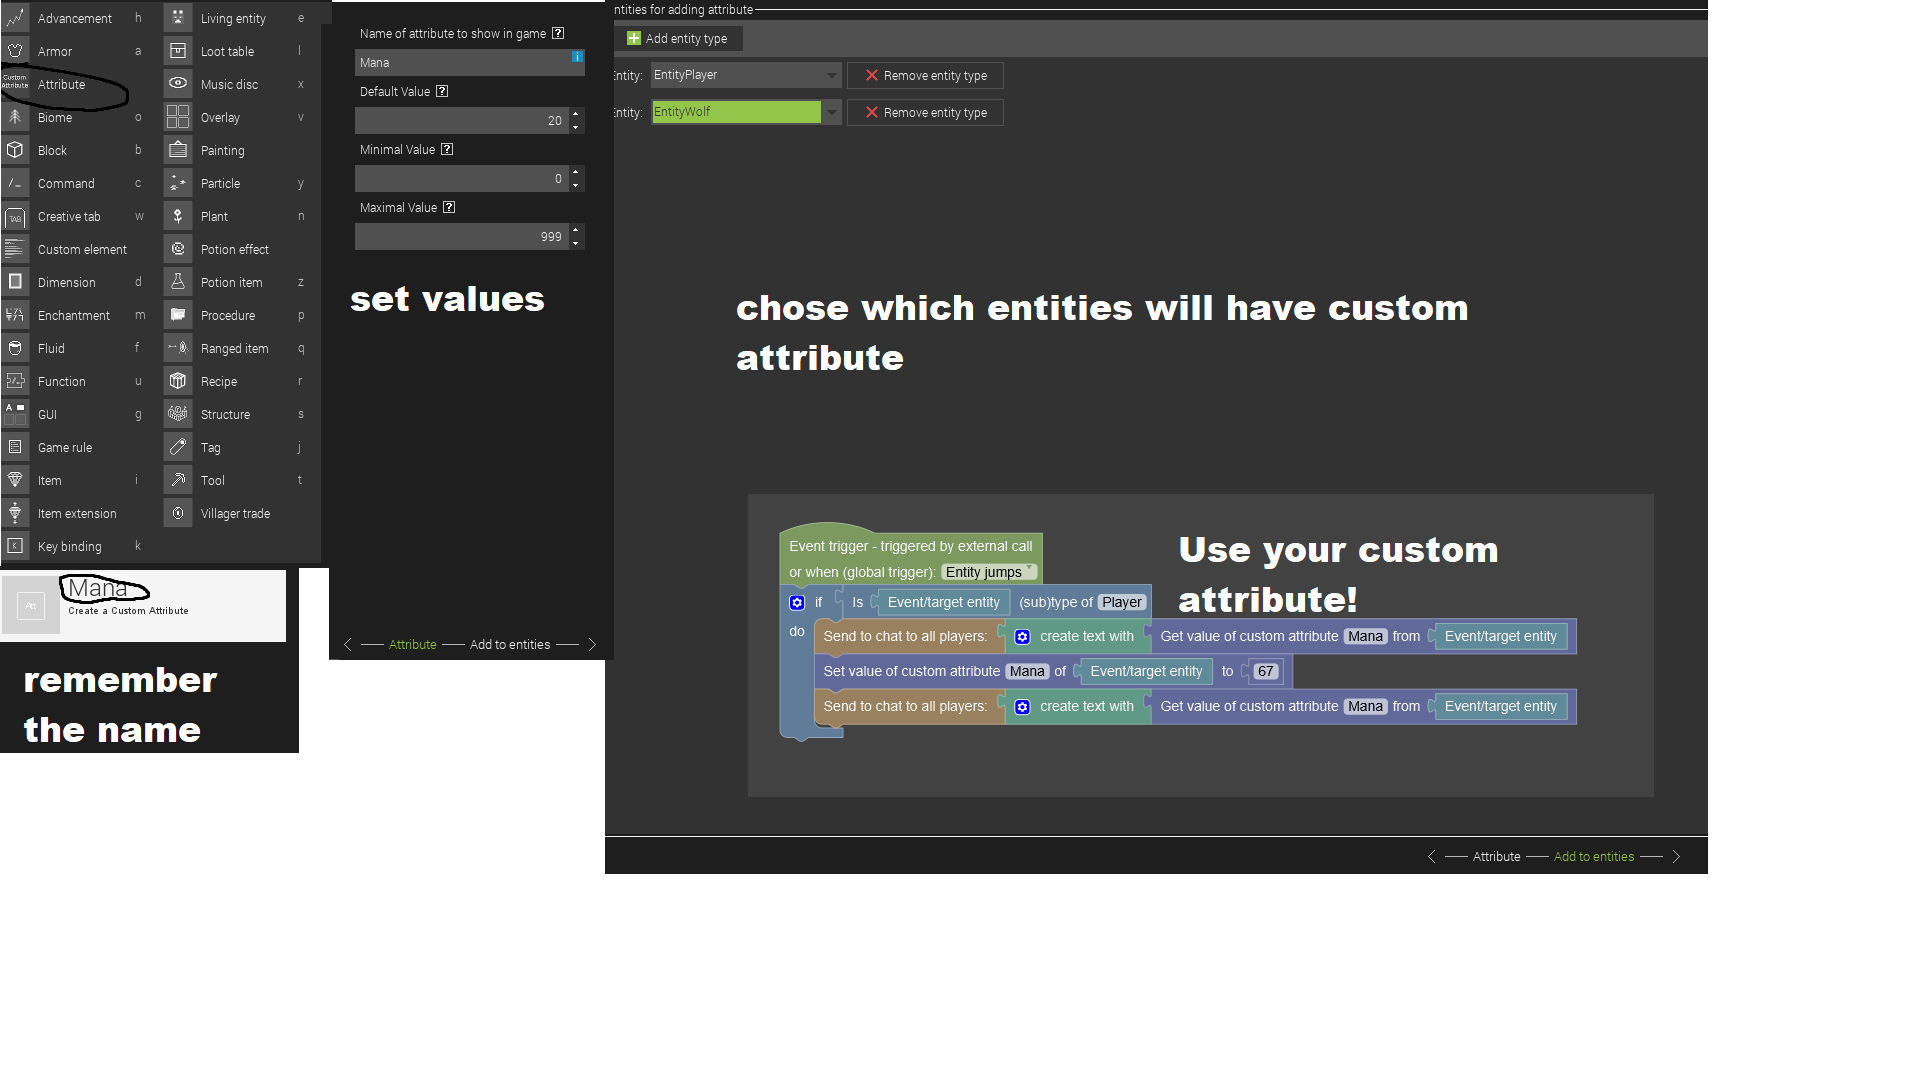 Advancement h
Armor a
Custom
Attribute
Attribute
Biome o
Block b
Command c
TAB
Creative tab w
Custom element
Dimension d
Enchantment m
Fluid f
Function u
A
GUI g
Game rule
Item i
Item extension
K
Key binding k
Living entity e
Loot table l
Music disc x
Overlay v
Painting
Particle y
Plant n
Potion effect
Potion item z
Procedure p
Ranged item q
Recipe r
Structure s
Tag j
Tool t
Villager trade
Att
Mana
Create a Custom Attribute
remember
the name
Name of attribute to show in game ?
Mana
i
Default Value ?
20
Minimal Value ?
0
Maximal Value ?
999
set values
Attribute Add to entities
ntities for adding attribute
Add entity type
Entity: EntityPlayer Remove entity type
Entity: EntityWolf Remove entity type
chose which entities will have custom
attribute
Use your custom
attribute!
Event trigger - triggered by external call
or when (global trigger): Entity jumps
if Is Event/target entity (sub)type of Player
do Send to chat to all players: create text with Get value of custom attribute Mana from Event/target entity
Set value of custom attribute Mana of Event/target entity to 67
Send to chat to all players: create text with Get value of custom attribute Mana from Event/target entity
Attribute Add to entities